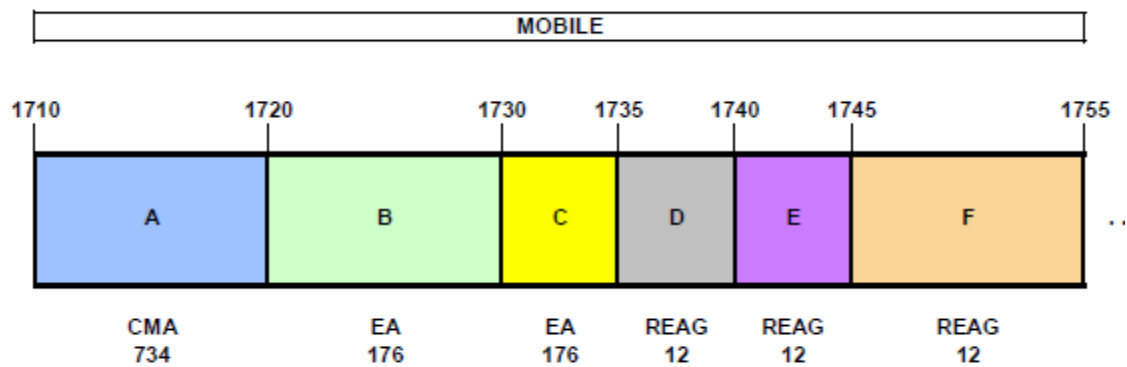 MOBILE
1710 1720 1730 1735 1740 1745 1755
A B C D E F ..
CMA EA EA REAG REAG REAG
734 176 176 12 12 12